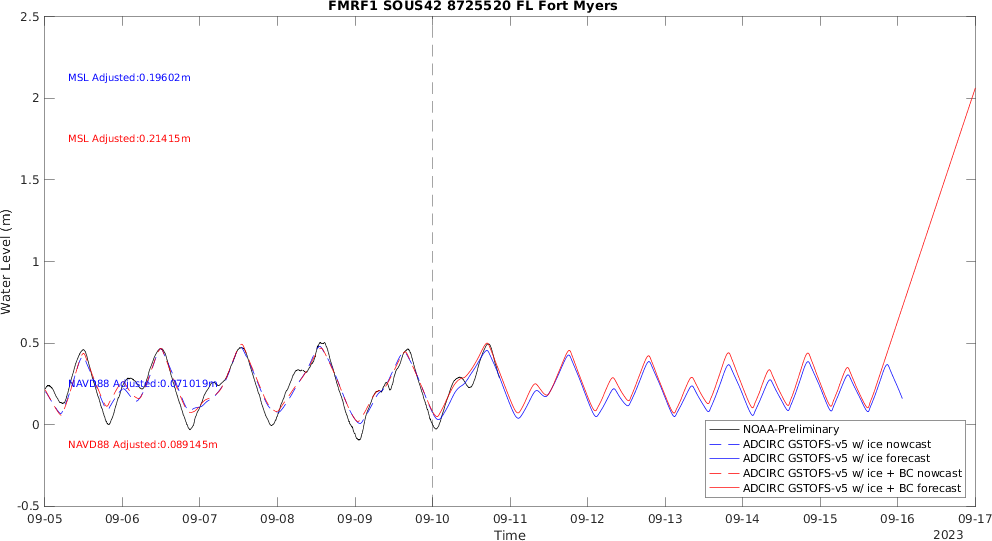 FMRF1 SOUS42 8725520 FL Fort Myers
2.5
2
1.5
1
0.5
0
-0.5
Water Level (m)
MSL Adjusted:0.19602m
MSL Adjusted:0.21415m
NAVD88 Adjusted:0.071019m
NAVD88 Adjusted:0.089145m
NOAA-Preliminary
ADCIRC GSTOFS-v5 w/ ice nowcast
ADCIRC GSTOFS-v5 w/ ice forecast
ADCIRC GSTOFS-v5 w/ ice + BC nowcast
ADCIRC GSTOFS-v5 w/ ice + BC forecast
09-05 09-06 09-07 09-08 09-09 09-10 09-11 09-12 09-13 09-14 09-15 09-16 09-17
Time
2023